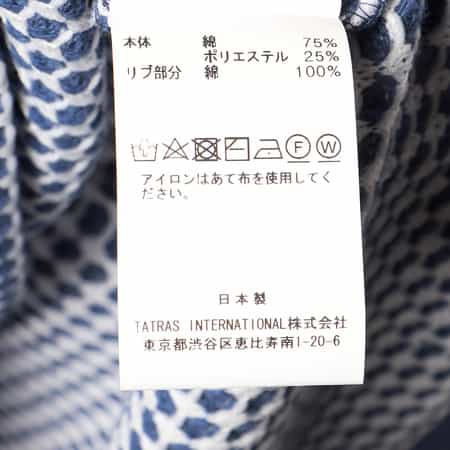 本体 綿 75%
ポリエステル 25%
リブ部分 綿 100%
F W
アイロンはあて布を使用してく
ださい。
日本製
TATRAS INTERNATIONAL株式会社
東京都渋谷区恵比寿南1-20-6